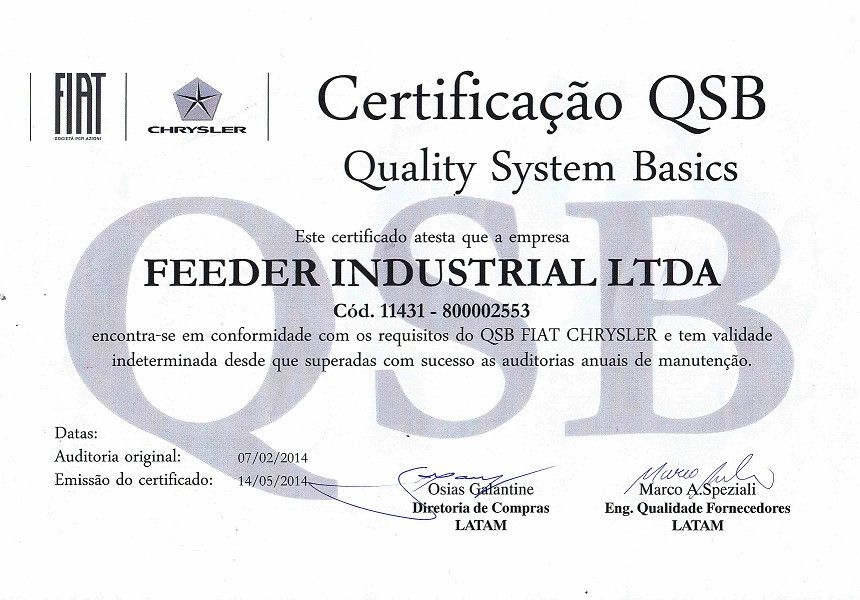 FIAT
SOCIETÀ PER AZIONI
CHRYSLER
Certificação QSB
Quality System Basics
QSB
Este certificado atesta que a empresa
FEEDER INDUSTRIAL LTDA
Cód. 11431 - 800002553
encontra-se em conformidade com os requisitos do QSB FIAT CHRYSLER e tem validade
indeterminada desde que superadas com sucesso as auditorias anuais de manutenção.
Datas:
Auditoria original: 07/02/2014
Emissão do certificado: 14/05/2014
Osias Galantine
Diretoria de Compras
LATAM
Marco A.Speziali
Eng. Qualidade Fornecedores
LATAM